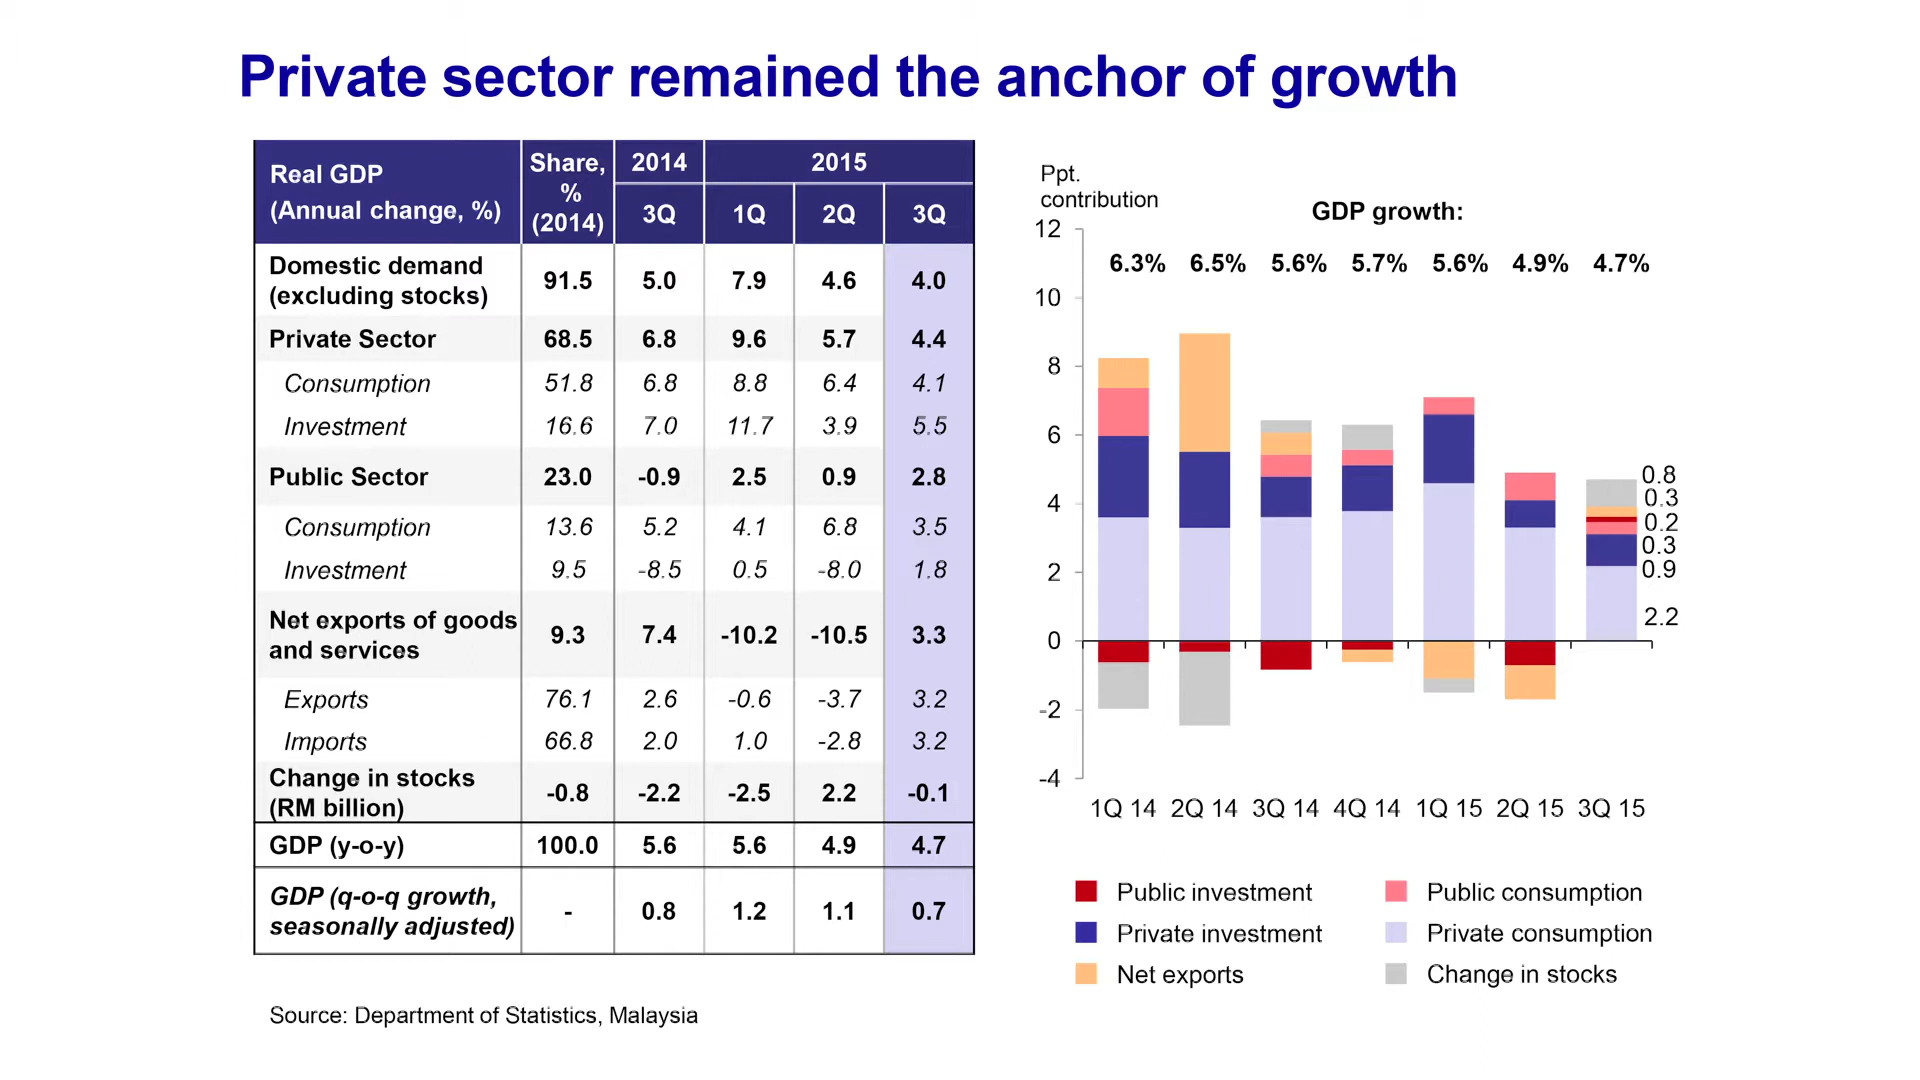 Private sector remained the anchor of growth
Real GDP
(Annual change, %)
Share,
%
(2014)
2014
2015
3Q
1Q
2Q
3Q
Domestic demand
(excluding stocks)
91.5 5.0 7.9 4.6 4.0
Private Sector 68.5 6.8 9.6 5.7 4.4
Consumption 51.8 6.8 8.8 6.4 4.1
Investment 16.6 7.0 11.7 3.9 5.5
Public Sector 23.0 -0.9 2.5 0.9 2.8
Consumption 13.6 5.2 4.1 6.8 3.5
Investment 9.5 -8.5 0.5 -8.0 1.8
Net exports of goods
and services
9.3 7.4 -10.2 -10.5 3.3
Exports 76.1 2.6 -0.6 -3.7 3.2
Imports 66.8 2.0 1.0 -2.8 3.2
Change in stocks
(RM billion)
-0.8 -2.2 -2.5 2.2 -0.1
GDP (y-o-y) 100.0 5.6 5.6 4.9 4.7
GDP (q-o-q growth,
seasonally adjusted)
- 0.8 1.2 1.1 0.7
Source: Department of Statistics, Malaysia
Ppt.
contribution
GDP growth:
6.3% 6.5% 5.6% 5.7% 5.6% 4.9% 4.7%
12
10
8
6
4
2
0
-2
-4
0.8
0.3
0.2
0.3
0.9
2.2
1Q 14 2Q 14 3Q 14 4Q 14 1Q 15 2Q 15 3Q 15
Public investment
Public consumption
Private investment
Private consumption
Net exports
Change in stocks